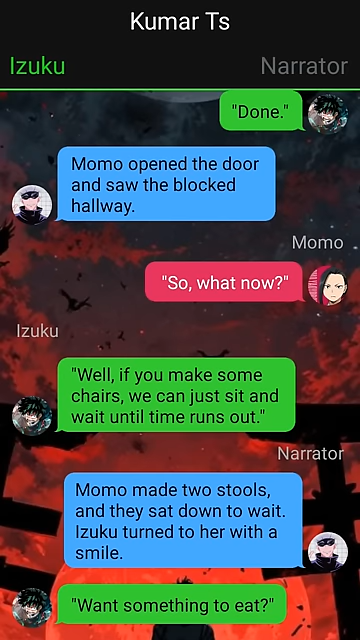 Kumar Ts
Izuku
Narrator
"Done."
Momo opened the door
and saw the blocked
hallway.
Momo
"So, what now?"
Izuku
"Well, if you make some
chairs, we can just sit and
wait until time runs out."
Narrator
Momo made two stools,
and they sat down to wait.
Izuku turned to her with a
smile.
"Want something to eat?"